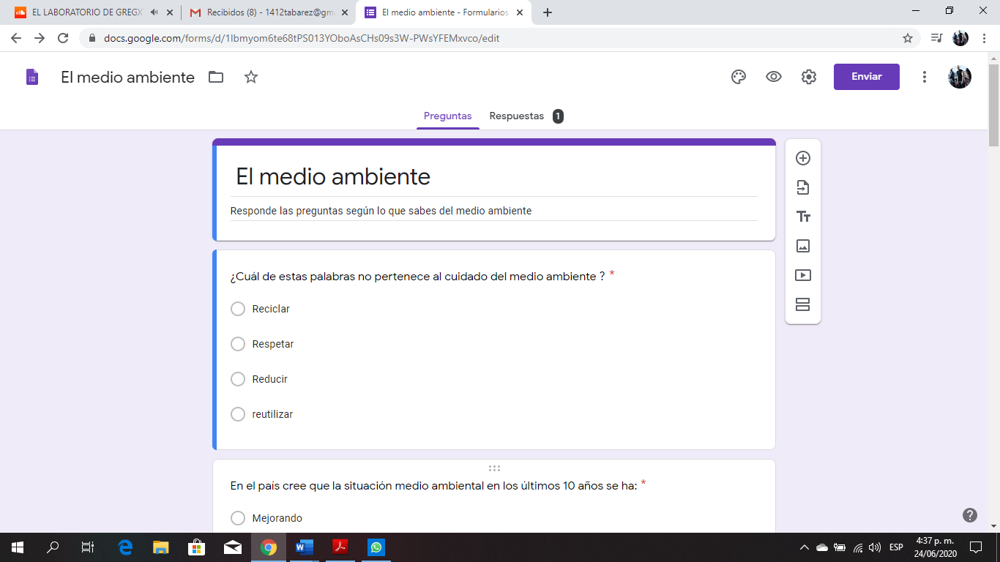 EL LABORATORIO DE GREGX
Recibidos (8) - 1412tabarez@gm
El medio ambiente - Formularios
docs.google.com/forms/d/1Ibmyom6te68tPS013YOboAsCHs09s3W-PWsYFEMxvco/edit
El medio ambiente
Enviar
Preguntas
Respuestas 1
El medio ambiente
Responde las preguntas según lo que sabes del medio ambiente
¿Cuál de estas palabras no pertenece al cuidado del medio ambiente ? *
Reciclar
Respetar
Reducir
reutilizar
En el país cree que la situación medio ambiental en los últimos 10 años se ha: *
Mejorando
ESP
4:37 p. m.
24/06/2020